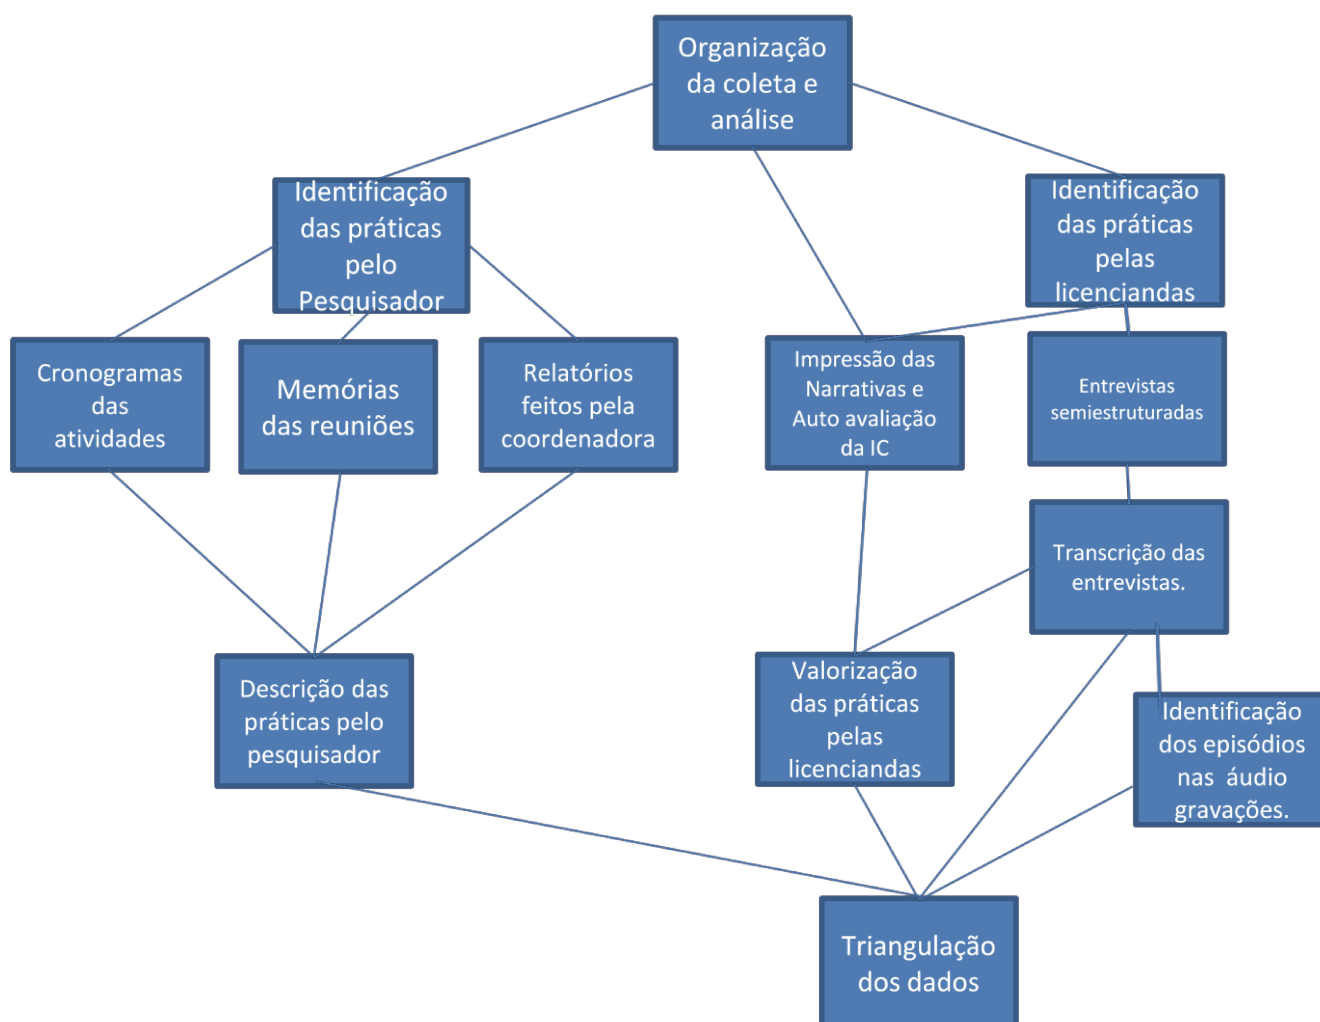 Organização
da coleta e
análise
Identificação
das práticas
pelo
Pesquisador
Identificação
das práticas
pelas
licenciandas
Cronogramas
das
atividades
Memórias
das reuniões
Relatórios
feitos pela
coordenadora
Impressão das
Narrativas e
Auto avaliação
da IC
Entrevistas
semiestruturadas
Transcrição das
entrevistas.
Descrição das
práticas pelo
pesquisador
Valorização
das práticas
pelas
licenciandas
Identificação
dos episódios
nas áudio
gravações.
Triangulação
dos dados